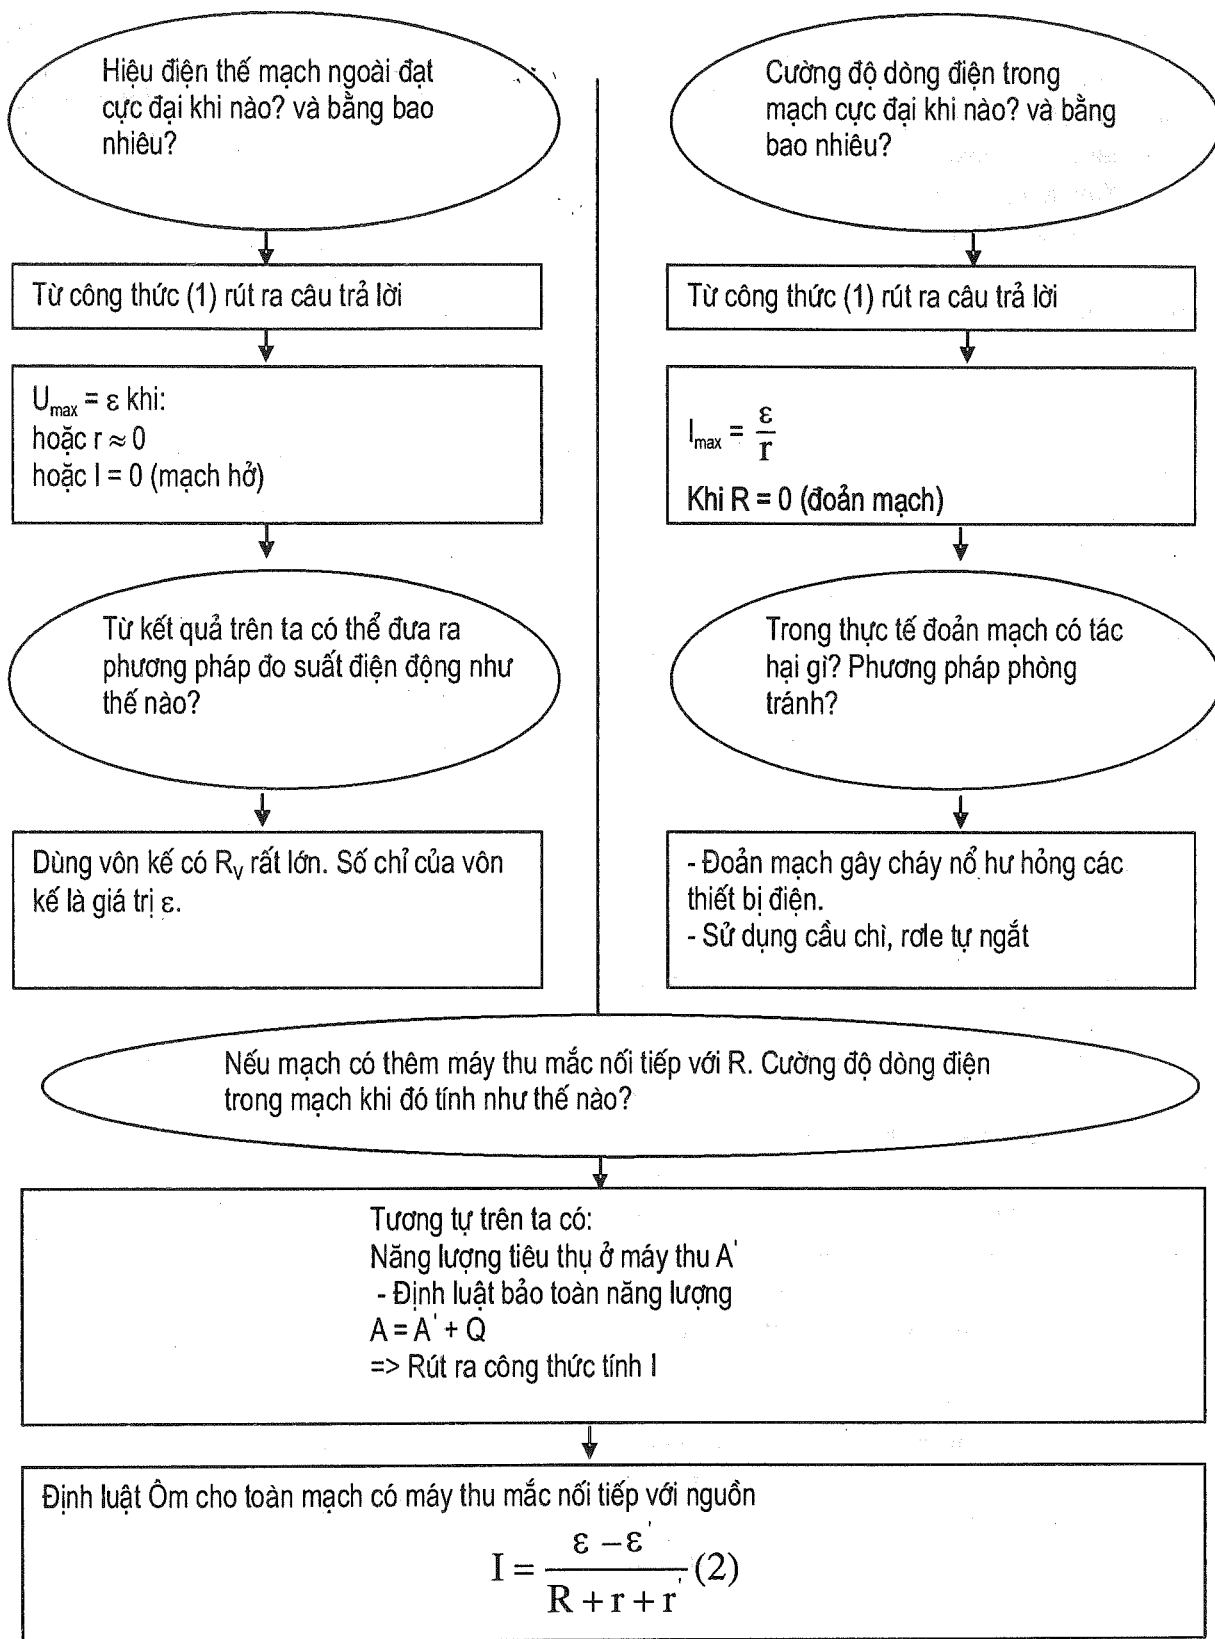 Hiệu điện thế mạch ngoài đạt
cực đại khi nào? và bằng bao
nhiêu?
Từ công thức (1) rút ra câu trả lời
U_max = ε khi:
hoặc r ≈ 0
hoặc I = 0 (mạch hở)
Từ kết quả trên ta có thể đưa ra
phương pháp đo suất điện động như
thế nào?
Dùng vôn kế có R_V rất lớn. Số chỉ của vôn
kế là giá trị ε.
Cường độ dòng điện trong
mạch cực đại khi nào? và bằng
bao nhiêu?
Từ công thức (1) rút ra câu trả lời
I_max = ε/r
Khi R = 0 (đoản mạch)
Trong thực tế đoản mạch có tác
hại gì? Phương pháp phòng
tránh?
- Đoản mạch gây cháy nổ hư hỏng các
thiết bị điện.
- Sử dụng cầu chì, rơle tự ngắt
Nếu mạch có thêm máy thu mắc nối tiếp với R. Cường độ dòng điện
trong mạch khi đó tính như thế nào?
Tương tự trên ta có:
Năng lượng tiêu thụ ở máy thu A'
- Định luật bảo toàn năng lượng
A = A' + Q
=> Rút ra công thức tính I
Định luật Ôm cho toàn mạch có máy thu mắc nối tiếp với nguồn
I = (ε - ε')/(R + r + r') (2)